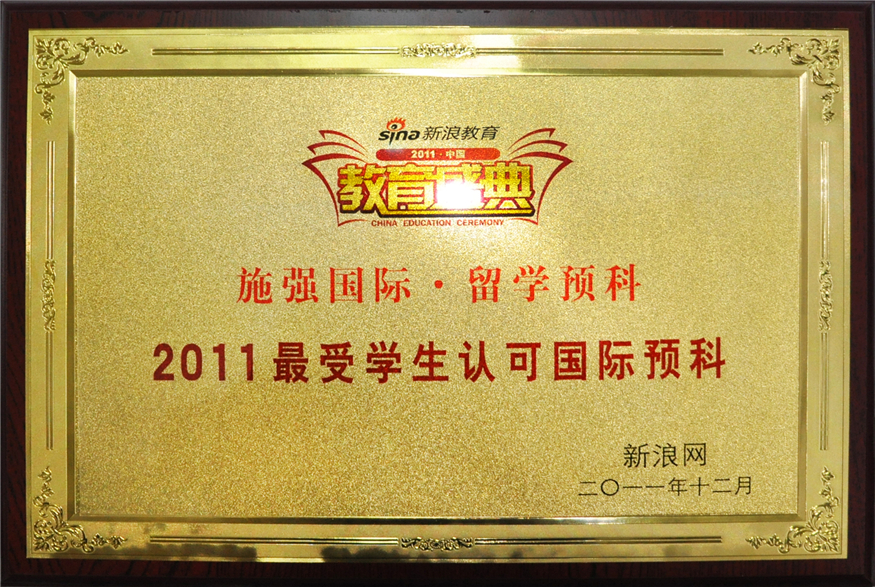 sina新浪教育
2011·中国
教育盛典
CHINA EDUCATION CEREMONY
施强国际·留学预科
2011最受学生认可国际预科
新浪网
二〇一一年十二月